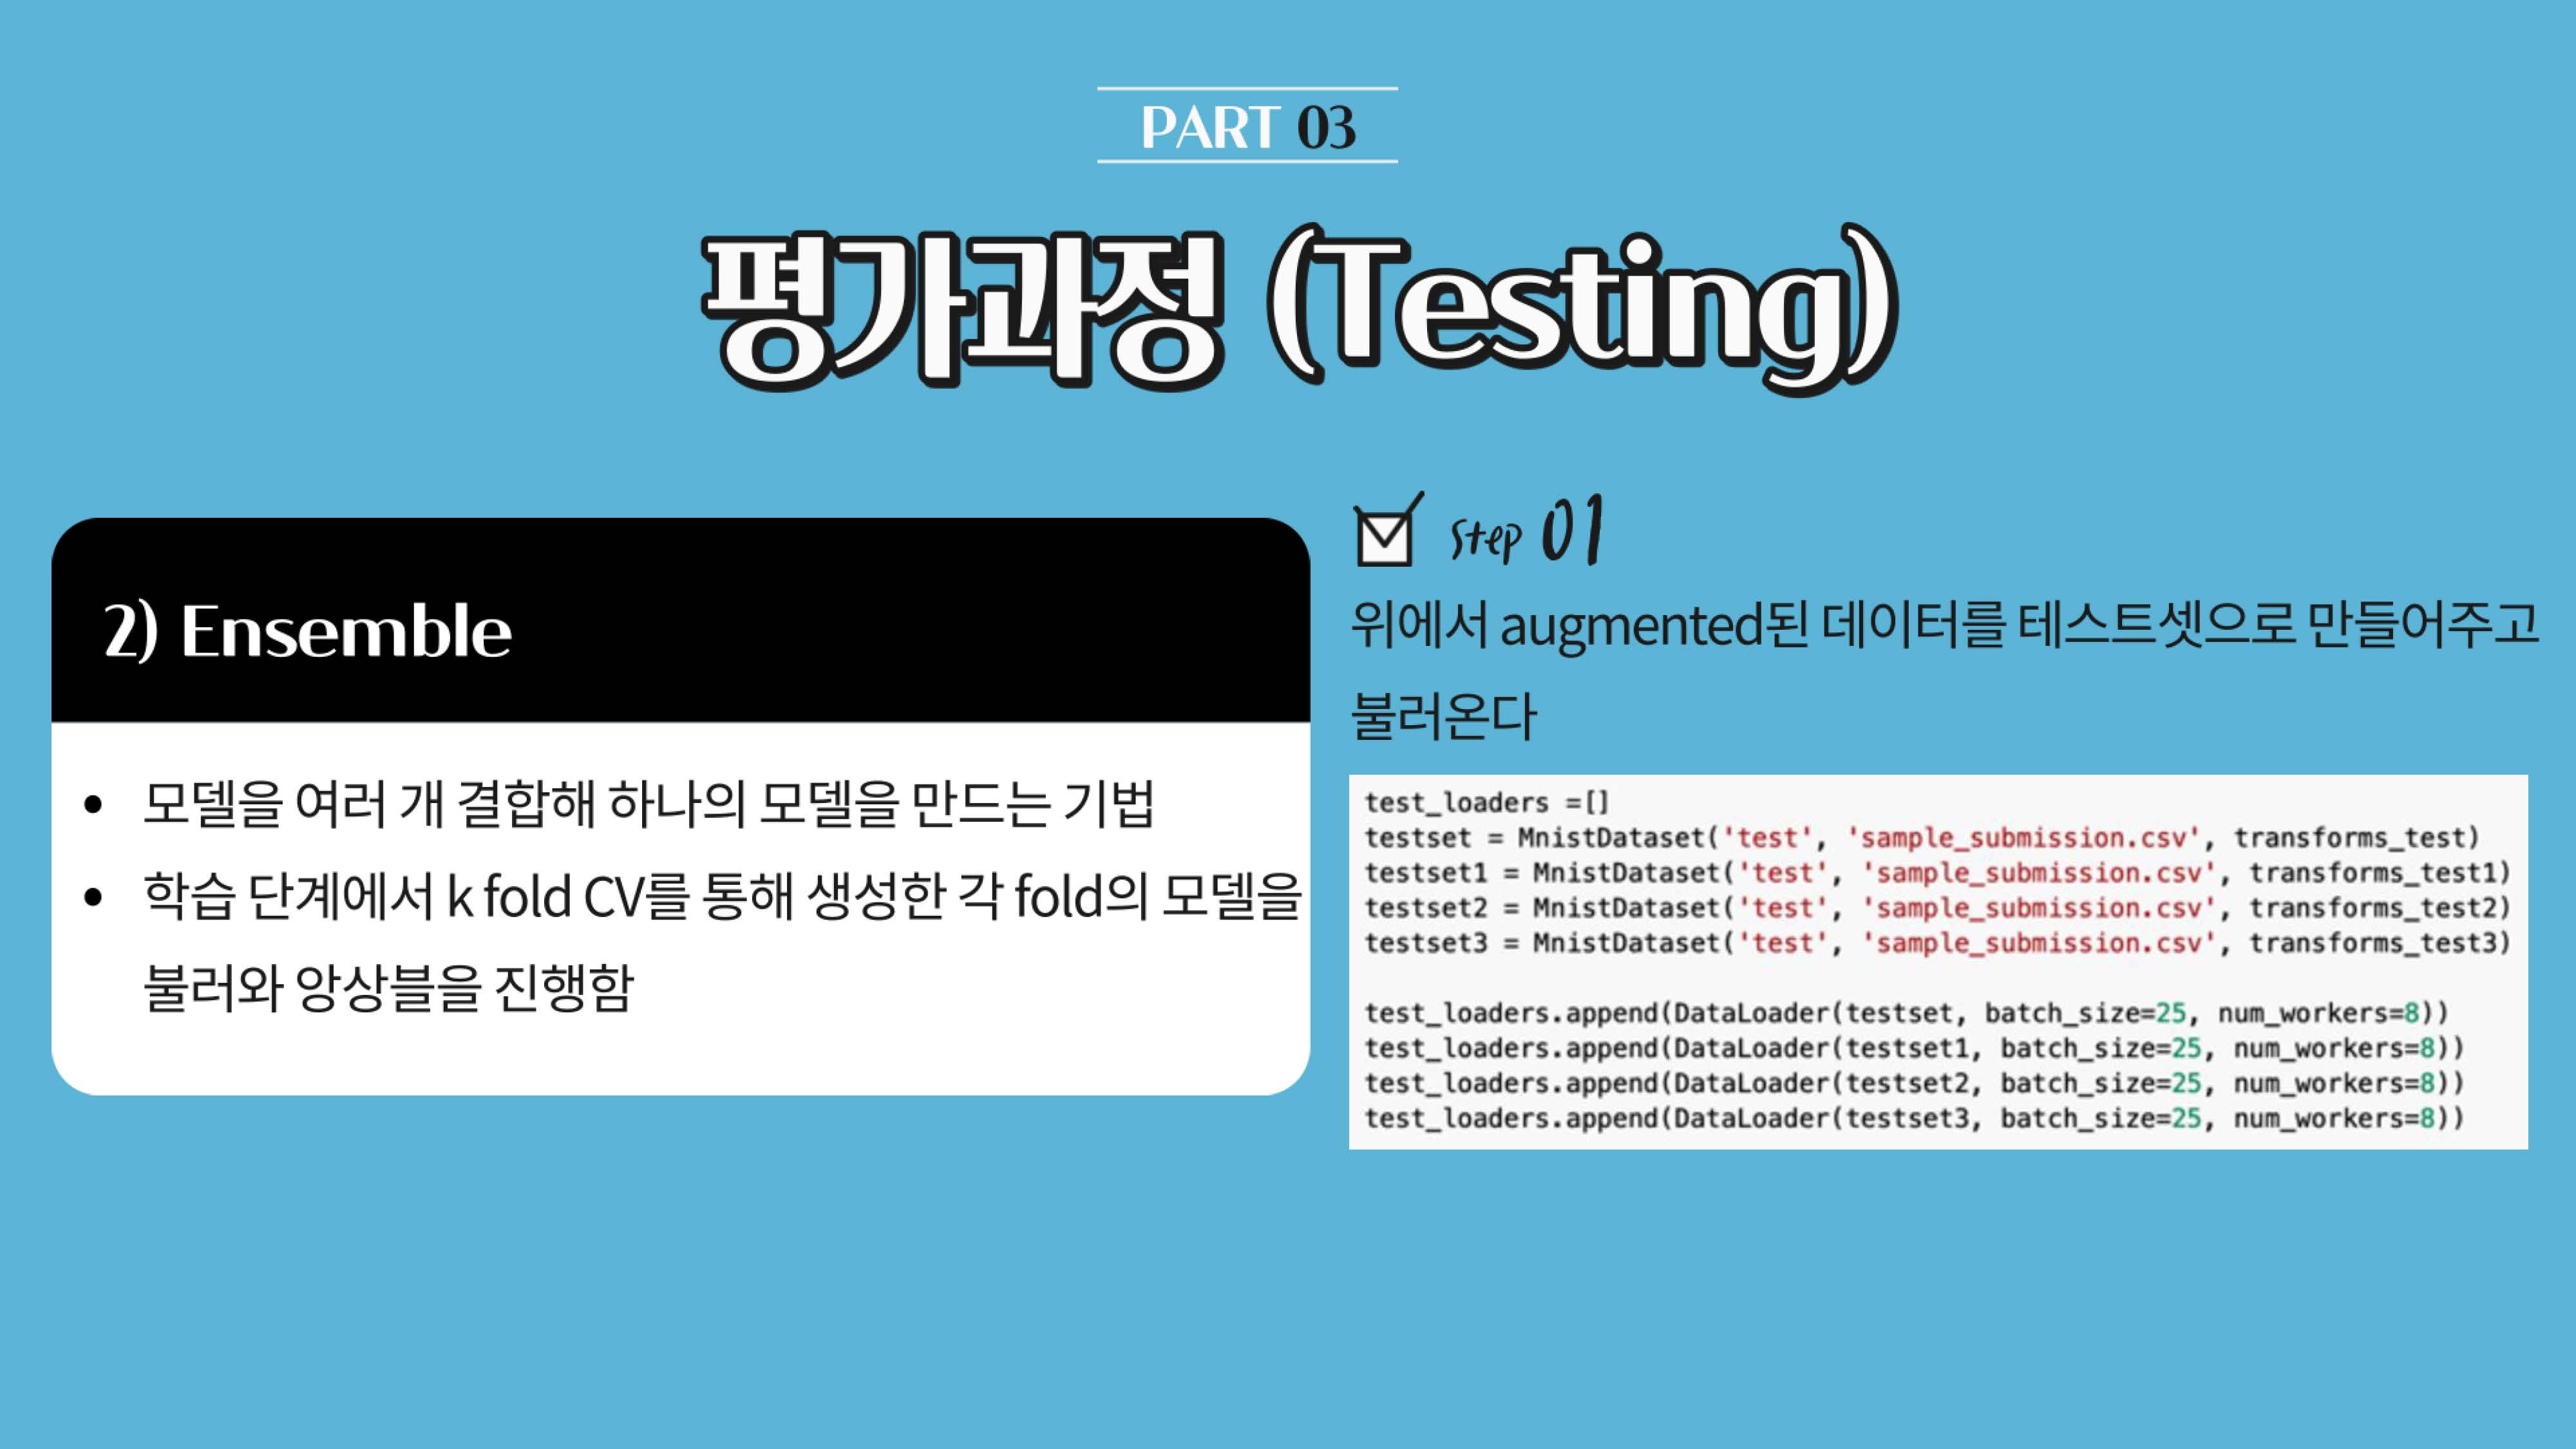 PART 03
평가과정 (Testing)
2) Ensemble
• 모델을 여러 개 결합해 하나의 모델을 만드는 기법
• 학습 단계에서 k fold CV를 통해 생성한 각 fold의 모델을
불러와 앙상블을 진행함
Step 01
위에서 augmented된 데이터를 테스트셋으로 만들어주고
불러온다
test_loaders =[]
testset = MnistDataset('test', 'sample_submission.csv', transforms_test)
testset1 = MnistDataset('test', 'sample_submission.csv', transforms_test1)
testset2 = MnistDataset('test', 'sample_submission.csv', transforms_test2)
testset3 = MnistDataset('test', 'sample_submission.csv', transforms_test3)
test_loaders.append(DataLoader(testset, batch_size=25, num_workers=8))
test_loaders.append(DataLoader(testset1, batch_size=25, num_workers=8))
test_loaders.append(DataLoader(testset2, batch_size=25, num_workers=8))
test_loaders.append(DataLoader(testset3, batch_size=25, num_workers=8))